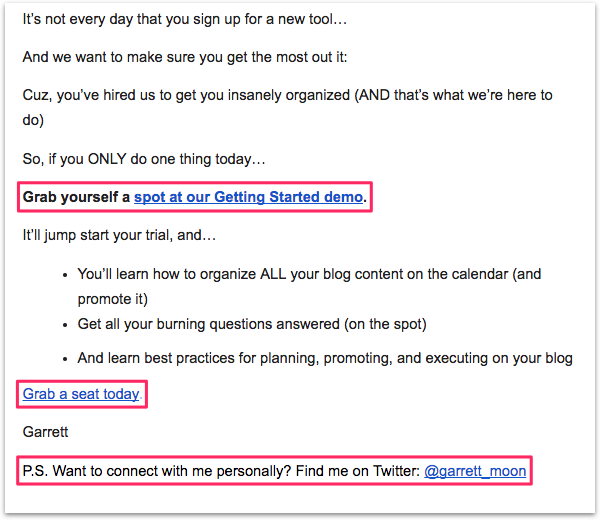 It's not every day that you sign up for a new tool…
And we want to make sure you get the most out it:
Cuz, you've hired us to get you insanely organized (AND that's what we're here to
do)
So, if you ONLY do one thing today…
Grab yourself a spot at our Getting Started demo.
It'll jump start your trial, and…
• You'll learn how to organize ALL your blog content on the calendar (and
promote it)
• Get all your burning questions answered (on the spot)
• And learn best practices for planning, promoting, and executing on your blog
Grab a seat today.
Garrett
P.S. Want to connect with me personally? Find me on Twitter: @garrett_moon